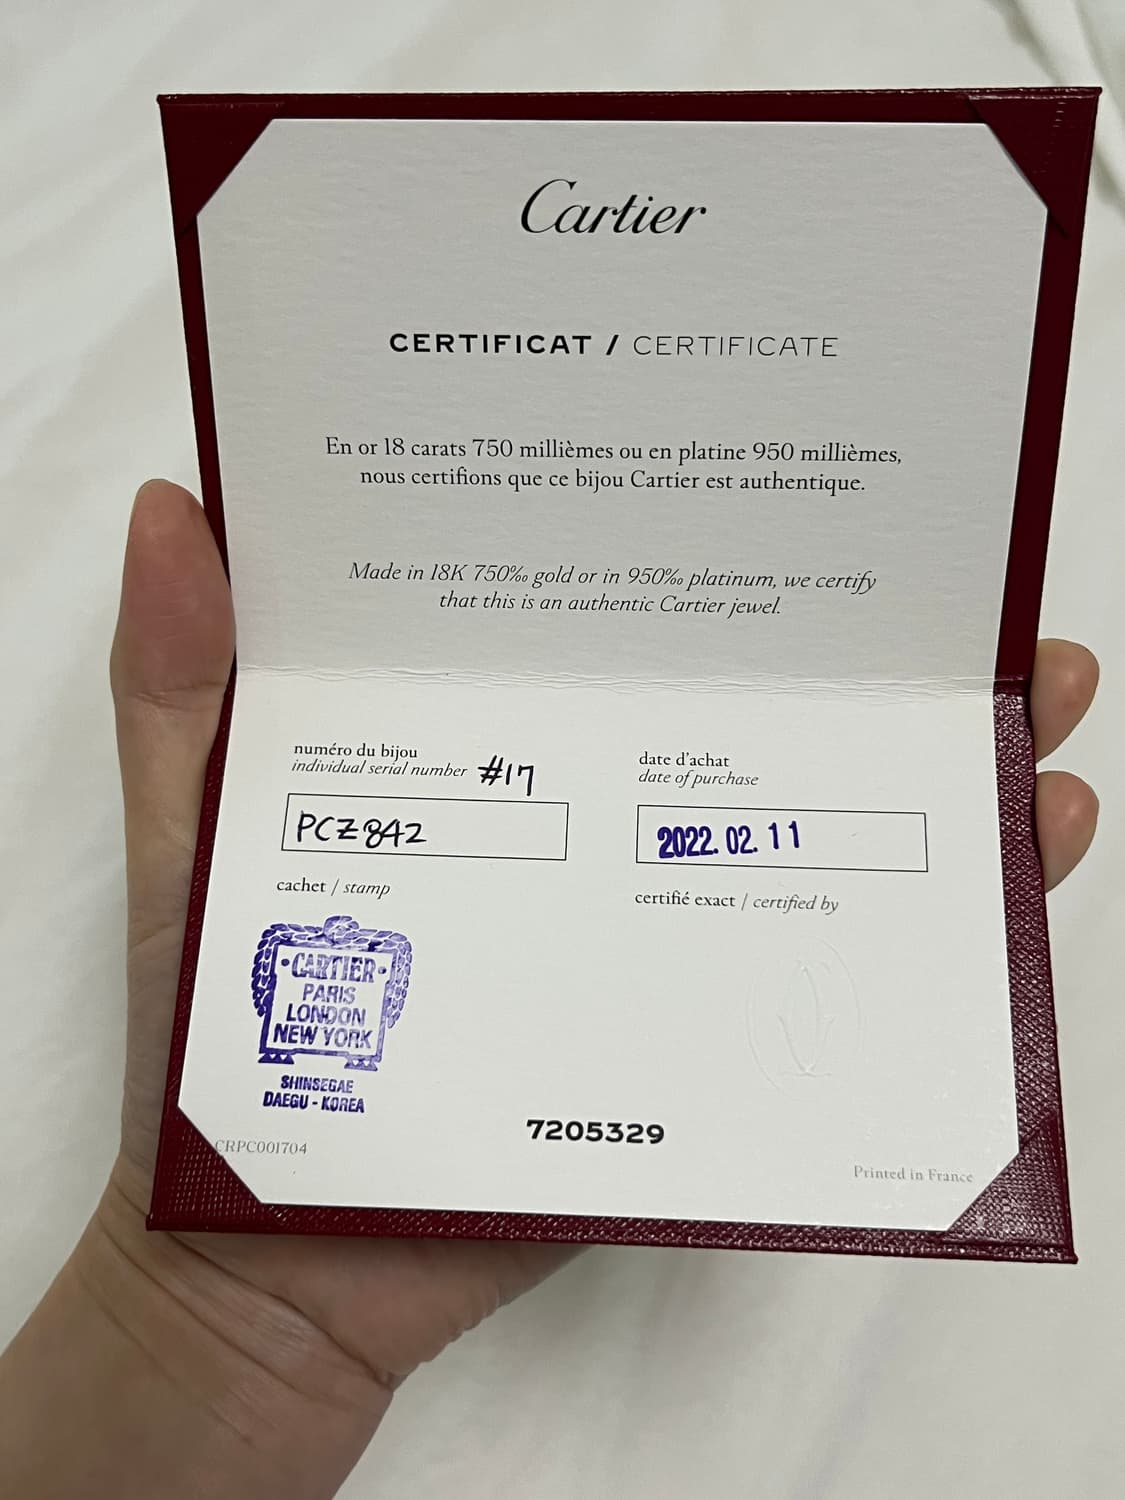 Cartier
CERTIFICAT / CERTIFICATE
En or 18 carats 750 millièmes ou en platine 950 millièmes,
nous certifions que ce bijou Cartier est authentique.
Made in 18K 750‰ gold or in 950‰ platinum, we certify
that this is an authentic Cartier jewel.
numéro du bijou
individual serial number #17
PCZ842
date d'achat
date of purchase
2022. 02. 11
cachet / stamp
certifié exact / certified by
·CARTIER·
PARIS
LONDON
NEW YORK
SHINSEGAE
DAEGU - KOREA
7205329
CRPC001704
Printed in France